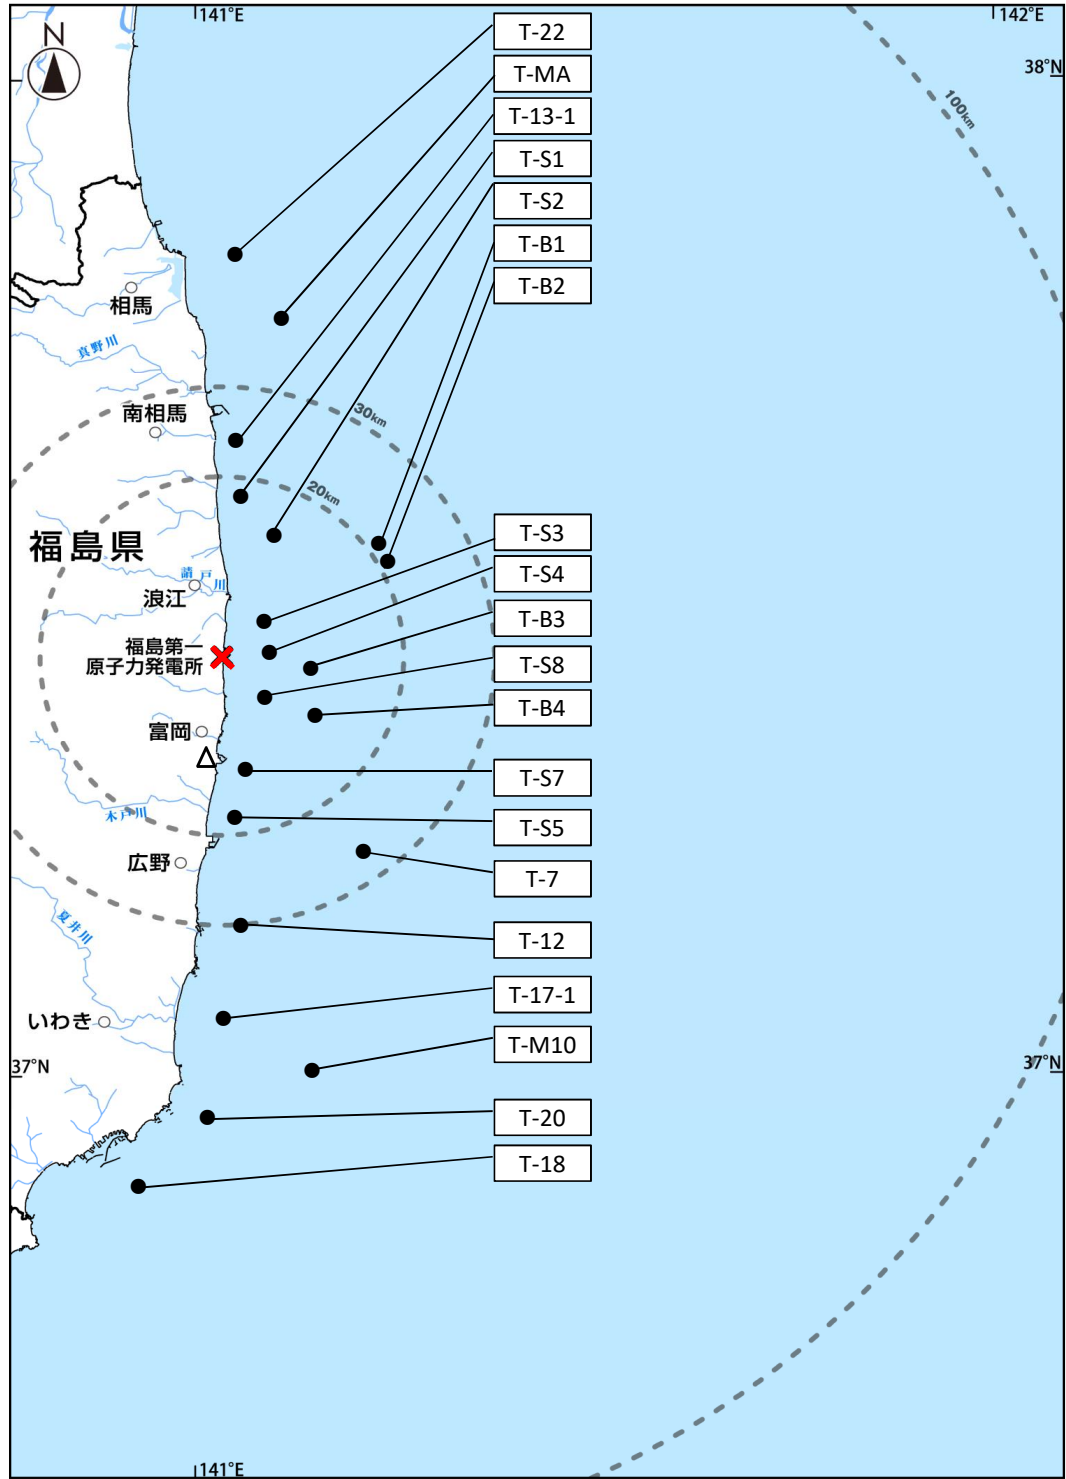 141°E
142°E
N
38°N
T-22
T-MA
T-13-1
T-S1
T-S2
T-B1
T-B2
100km
相馬
真野川
南相馬
30km
20km
福島県
T-S3
T-S4
T-B3
T-S8
T-B4
請戸川
浪江
福島第一
原子力発電所
富岡
T-S7
T-S5
木戸川
広野
T-7
夏井川
T-12
T-17-1
いわき
T-M10
37°N
37°N
T-20
T-18
141°E